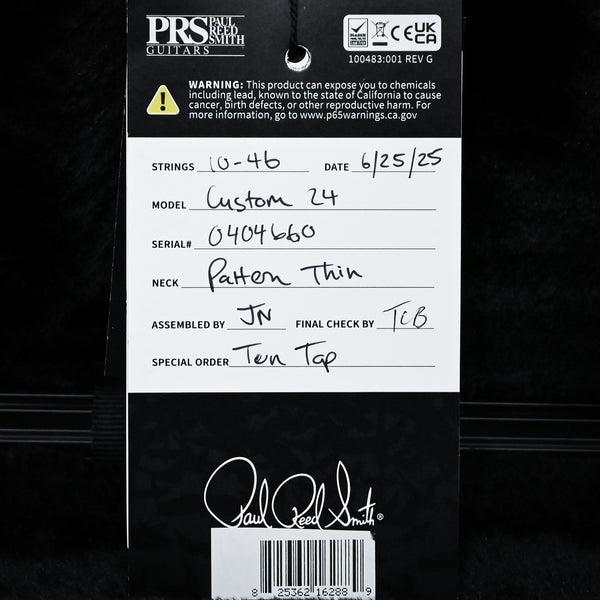 PRS PAUL REED SMITH
GUITARS
CE UK CA
100483:001 REV G
WARNING: This product can expose you to chemicals
including lead, known to the state of California to cause
cancer, birth defects, or other reproductive harm. For
more information, go to www.p65warnings.ca.gov
STRINGS 10-46 DATE 6/25/25
MODEL Custom 24
SERIAL# 0404660
NECK Pattern Thin
ASSEMBLED BY JN FINAL CHECK BY TCB
SPECIAL ORDER Ten Top
Paul Reed Smith®
8 25362 16288 9